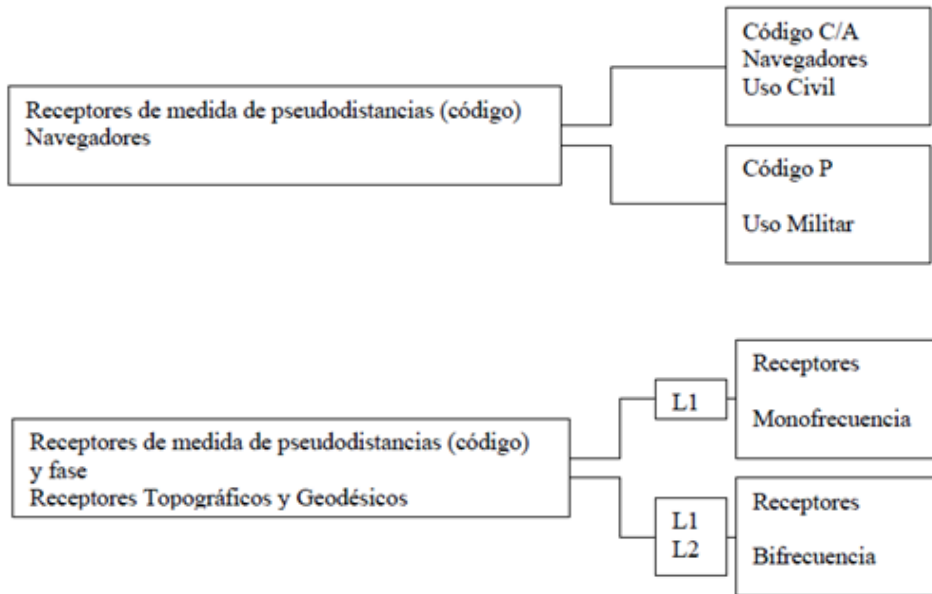 Código C/A
Navegadores
Uso Civil
Receptores de medida de pseudodistancias (código)
Navegadores
Código P
Uso Militar
Receptores
Monofrecuencia
L1
Receptores de medida de pseudodistancias (código)
y fase
Receptores Topográficos y Geodésicos
L1
L2
Receptores
Bifrecuencia